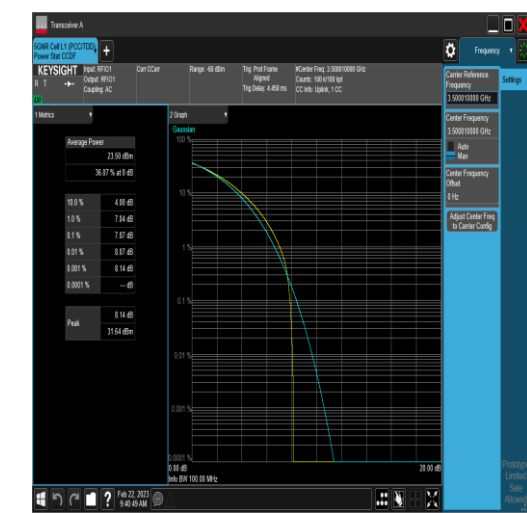 Transceiver A
5GNR Cell L1 (PCC/TDD)
Power Stat CCDF
Frequency
KEYSIGHT
R T
Input: RFIO1
Output: RFIO1
Coupling: AC
Corr CCorr
Range: -60 dBm
Trig: Prot Frame
Aligned
Trig Delay: 4.450 ms
#Center Freq: 3.500010000 GHz
Counts: 100 k/100 kpt
CC Info: Uplink, 1 CC
Carrier Reference
Frequency
3.500010000 GHz
Settings
Center Frequency
3.500010000 GHz
Auto
Man
Center Frequency
Offset
0 Hz
Adjust Center Freq
to Carrier Config
1 Metrics
Average Power
23.50 dBm
36.07 % at 0 dB
10.0 % 4.00 dB
1.0 % 7.04 dB
0.1 % 7.87 dB
0.01 % 8.07 dB
0.001 % 8.14 dB
0.0001 % --- dB
Peak
8.14 dB
31.64 dBm
2 Graph
Gaussian
100 %
10 %
1 %
0.1 %
0.01 %
0.001 %
0.0001 %
0.00 dB
20.00 dB
Info BW 100.00 MHz
Prototype
Limited
Sale
Allowed
Feb 22, 2023
9:40:49 AM